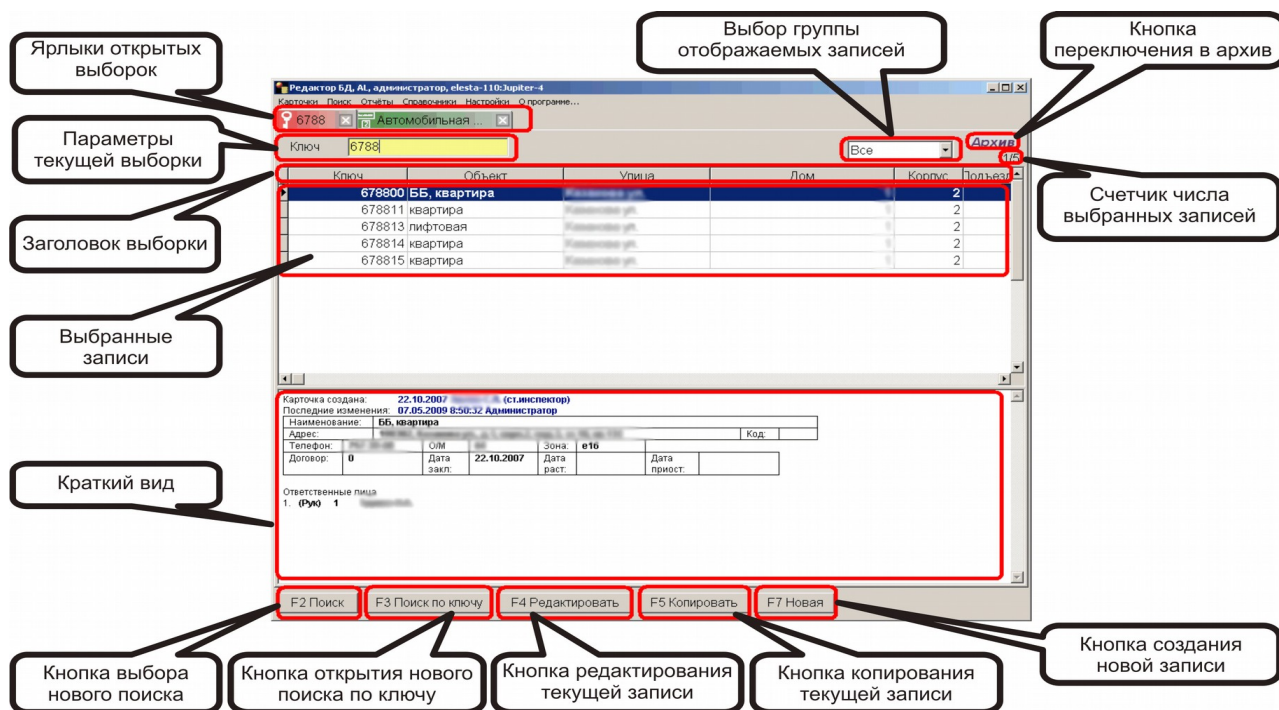 Ярлыки открытых
выборок
Выбор группы
отображаемых записей
Кнопка
переключения в архив
Редактор БД, AL, администратор, elesta-110:Jupiter-4
Карточки Поиск Отчёты Справочники Настройки О программе...
6788 Автомобильная ...
Параметры
текущей выборки
Ключ 6788
Все
Архив
1/5
Ключ Объект Улица Дом Корпус Подъезд
678800 ББ, квартира 2
678811 квартира 2
678813 лифтовая 2
678814 квартира 2
678815 квартира 2
Счетчик числа
выбранных записей
Заголовок выборки
Выбранные
записи
Карточка создана: 22.10.2007 (ст.инспектор)
Последние изменения: 07.05.2009 8:50:32 Администратор
Наименование: ББ, квартира
Адрес: Код:
Телефон: О/М Зона: е16
Договор: 0 Дата закл: 22.10.2007 Дата раст: Дата приост:
Ответственные лица
1. (Рук) 1
Краткий вид
F2 Поиск F3 Поиск по ключу F4 Редактировать F5 Копировать F7 Новая
Кнопка выбора
нового поиска
Кнопка открытия нового
поиска по ключу
Кнопка редактирования
текущей записи
Кнопка копирования
текущей записи
Кнопка создания
новой записи